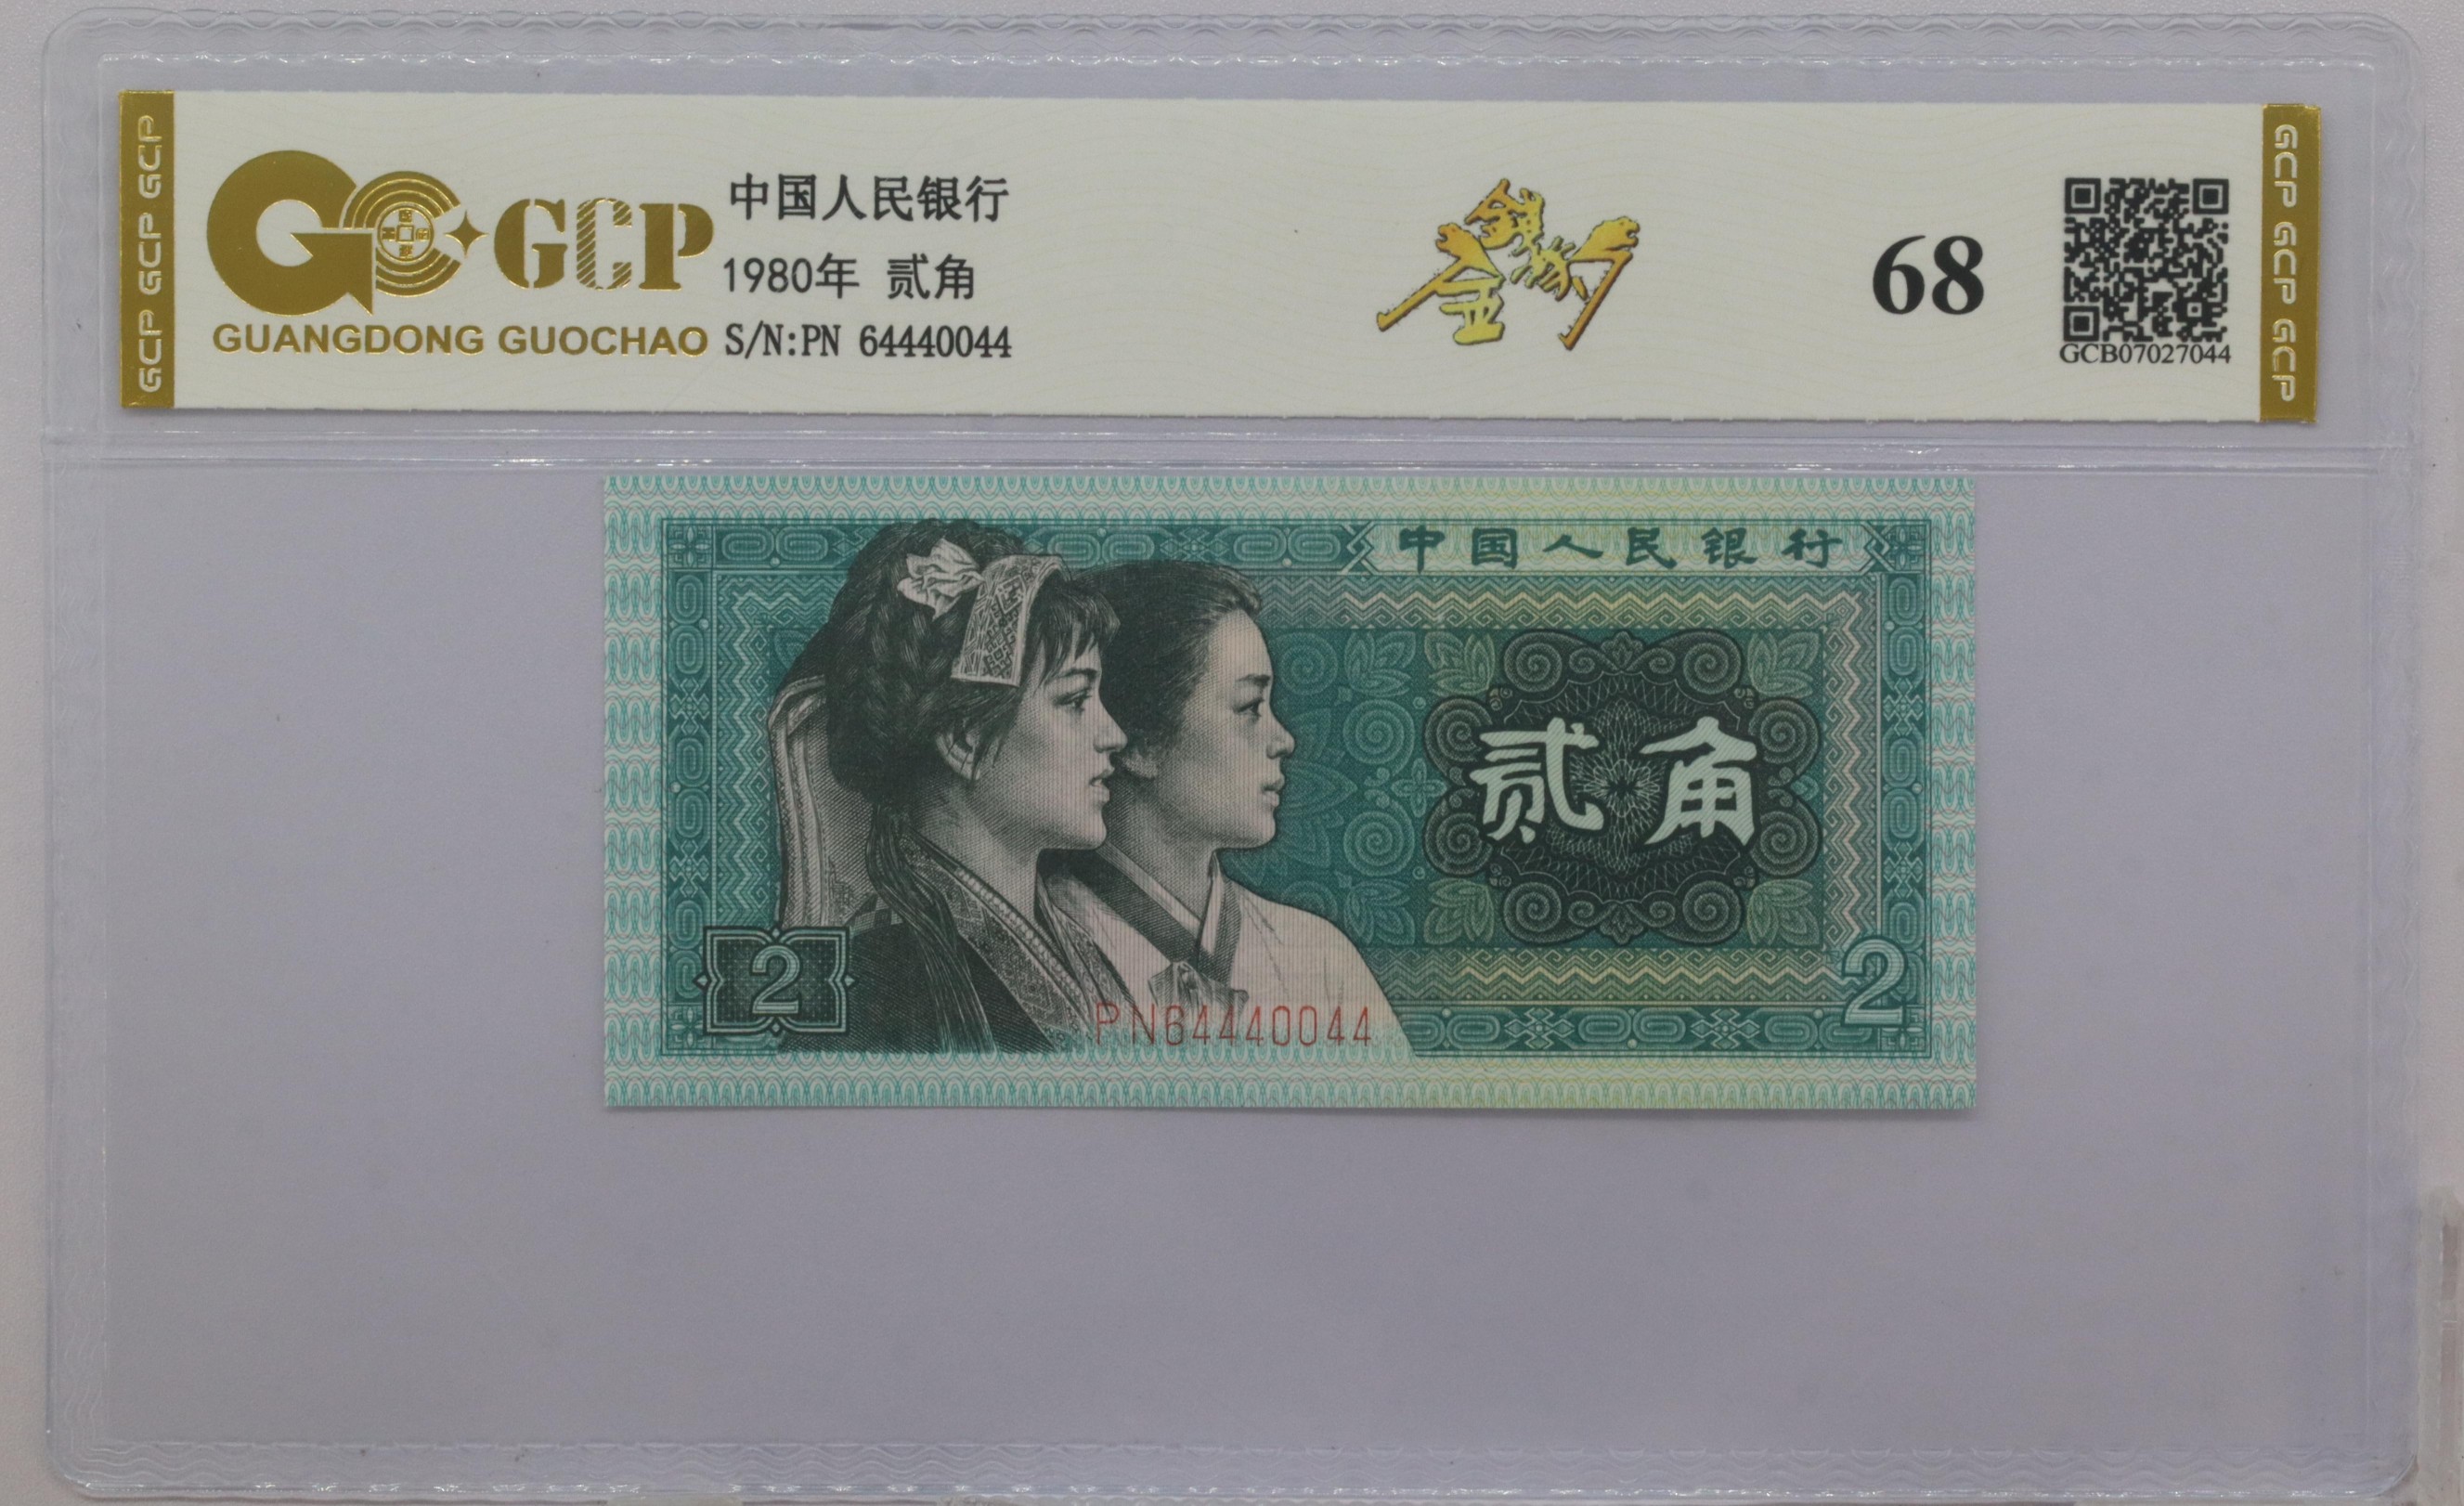 GCP GCP GCP
GCP
GUANGDONG GUOCHAO
中国人民银行
1980年 贰角
S/N:PN 64440044
68
GCB07027044
GCP GCP GCP
中国人民银行
贰角
2
2
PN64440044